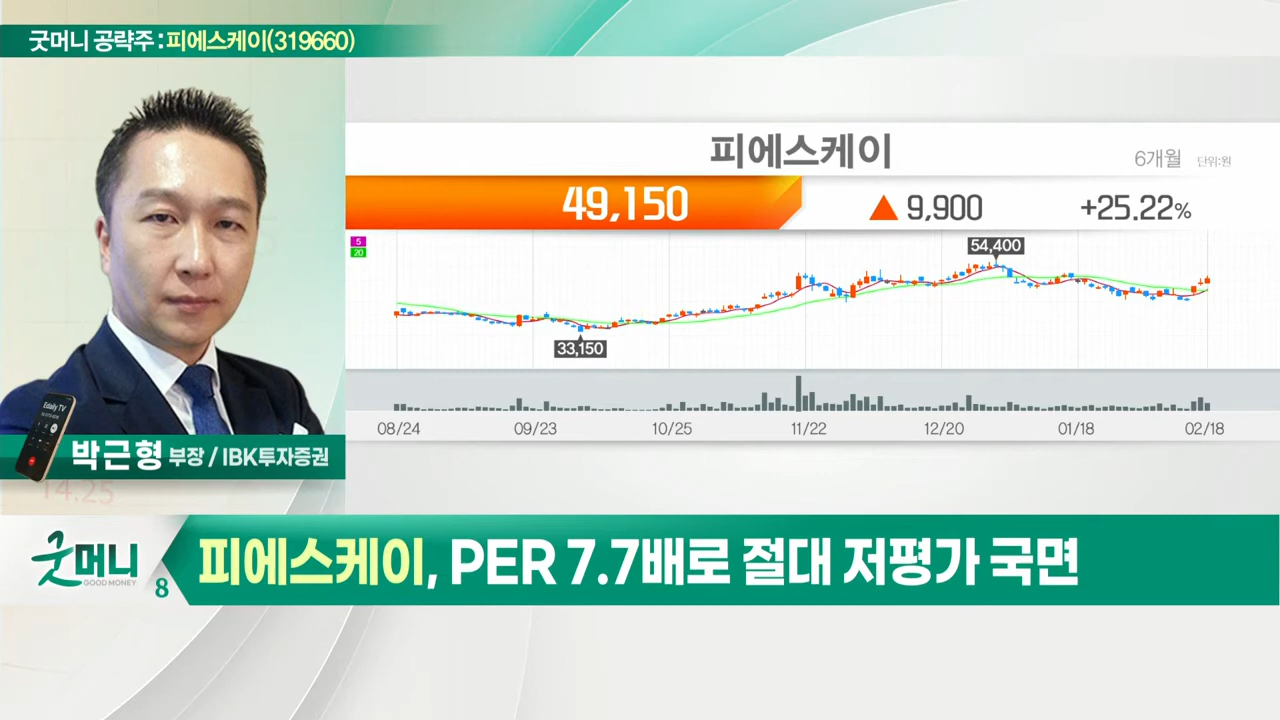 굿머니 공략주 : 피에스케이(319660)
피에스케이
6개월 단위:원
49,150 ▲ 9,900 +25.22%
5
20
54,400
33,150
08/24 09/23 10/25 11/22 12/20 01/18 02/18
Edaily TV
박근형 부장 / IBK투자증권
14:25
굿머니
GOOD MONEY
8
피에스케이, PER 7.7배로 절대 저평가 국면